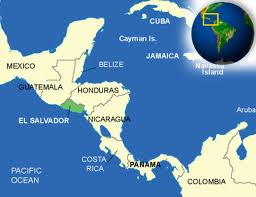 CUBA
Cayman Is.
JAMAICA
Navassa
Island
MEXICO
BELIZE
GUATEMALA
HONDURAS
EL SALVADOR
NICARAGUA
Aruba
COSTA
RICA
PANAMA
PACIFIC
OCEAN
COLOMBIA